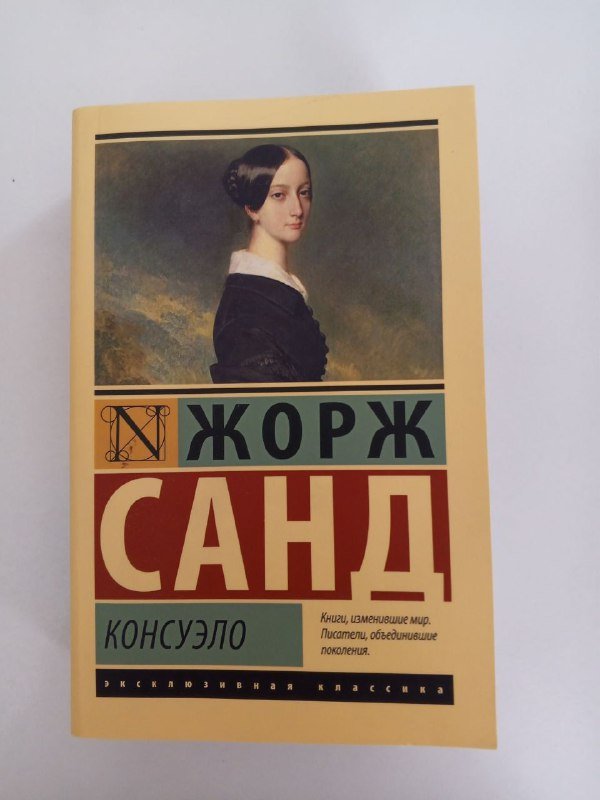 N ЖОРЖ
САНД
КОНСУЭЛО
Книги, изменившие мир.
Писатели, объединившие
поколения.
эксклюзивная классика